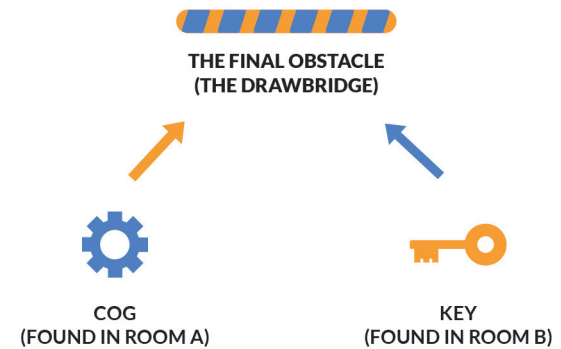 THE FINAL OBSTACLE
(THE DRAWBRIDGE)
COG
(FOUND IN ROOM A)
KEY
(FOUND IN ROOM B)